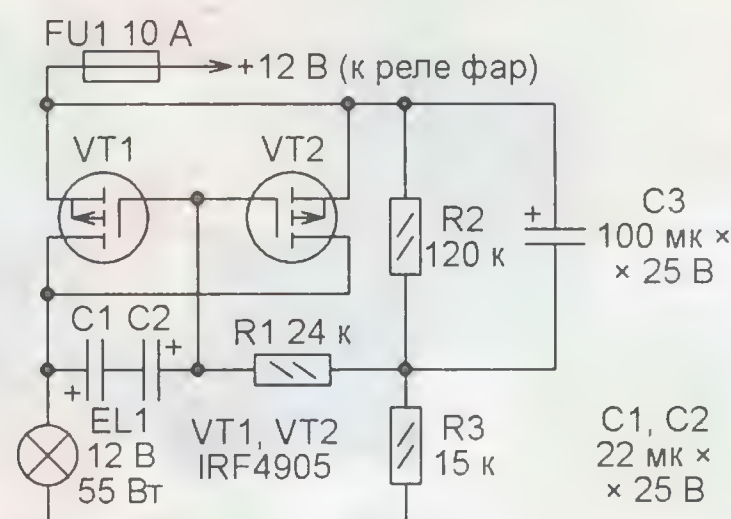 FU1 10 А
+12 В (к реле фар)
VT1
VT2
R2
120 к
+
С3
100 мк ×
× 25 В
C1 C2
+
+
R1 24 к
EL1
12 В
55 Вт
VT1, VT2
IRF4905
R3
15 к
C1, C2
22 мк ×
× 25 В